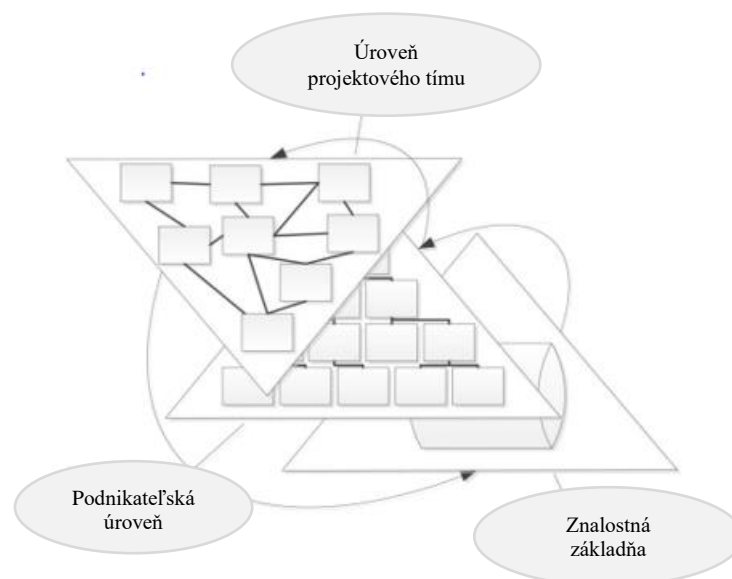 Úroveň
projektového tímu
Podnikateľská
úroveň
Znalostná
základňa